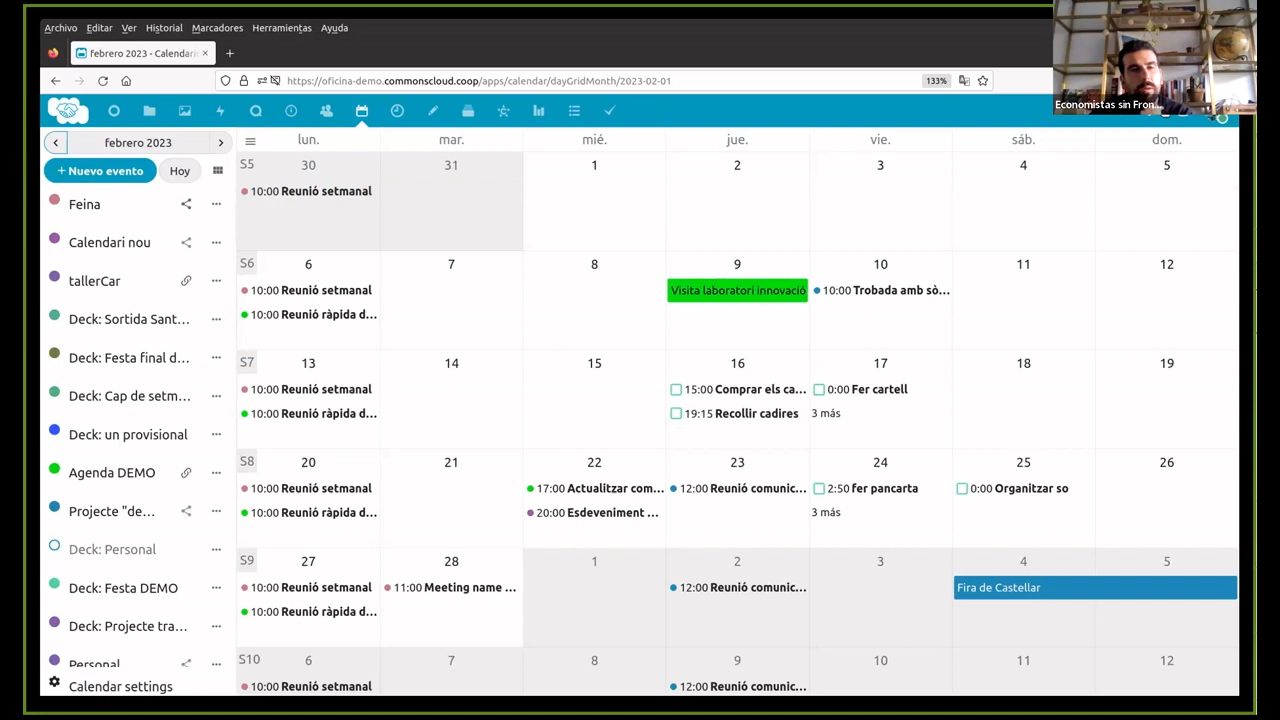 Archivo Editar Ver Historial Marcadores Herramientas Ayuda
febrero 2023 - Calendari
https://oficina-demo.commonscloud.coop/apps/calendar/dayGridMonth/2023-02-01 133%
Economistas sin Fron...
febrero 2023
+ Nuevo evento Hoy
Feina
Calendari nou
tallerCar
Deck: Sortida Sant...
Deck: Festa final d...
Deck: Cap de setm...
Deck: un provisional
Agenda DEMO
Projecte "de...
Deck: Personal
Deck: Festa DEMO
Deck: Projecte tra...
Personal
Calendar settings
lun. mar. mié. jue. vie. sáb. dom.
S5 30 31 1 2 3 4 5
10:00 Reunió setmanal
S6 6 7 8 9 10 11 12
10:00 Reunió setmanal Visita laboratori innovació 10:00 Trobada amb sò...
10:00 Reunió ràpida d...
S7 13 14 15 16 17 18 19
10:00 Reunió setmanal 15:00 Comprar els ca... 0:00 Fer cartell
10:00 Reunió ràpida d... 19:15 Recollir cadires 3 más
S8 20 21 22 23 24 25 26
10:00 Reunió setmanal 17:00 Actualitzar com... 12:00 Reunió comunic... 2:50 fer pancarta 0:00 Organitzar so
10:00 Reunió ràpida d... 20:00 Esdeveniment ... 3 más
S9 27 28 1 2 3 4 5
10:00 Reunió setmanal 11:00 Meeting name ... 12:00 Reunió comunic... Fira de Castellar
10:00 Reunió ràpida d...
S10 6 7 8 9 10 11 12
10:00 Reunió setmanal 12:00 Reunió comunic...